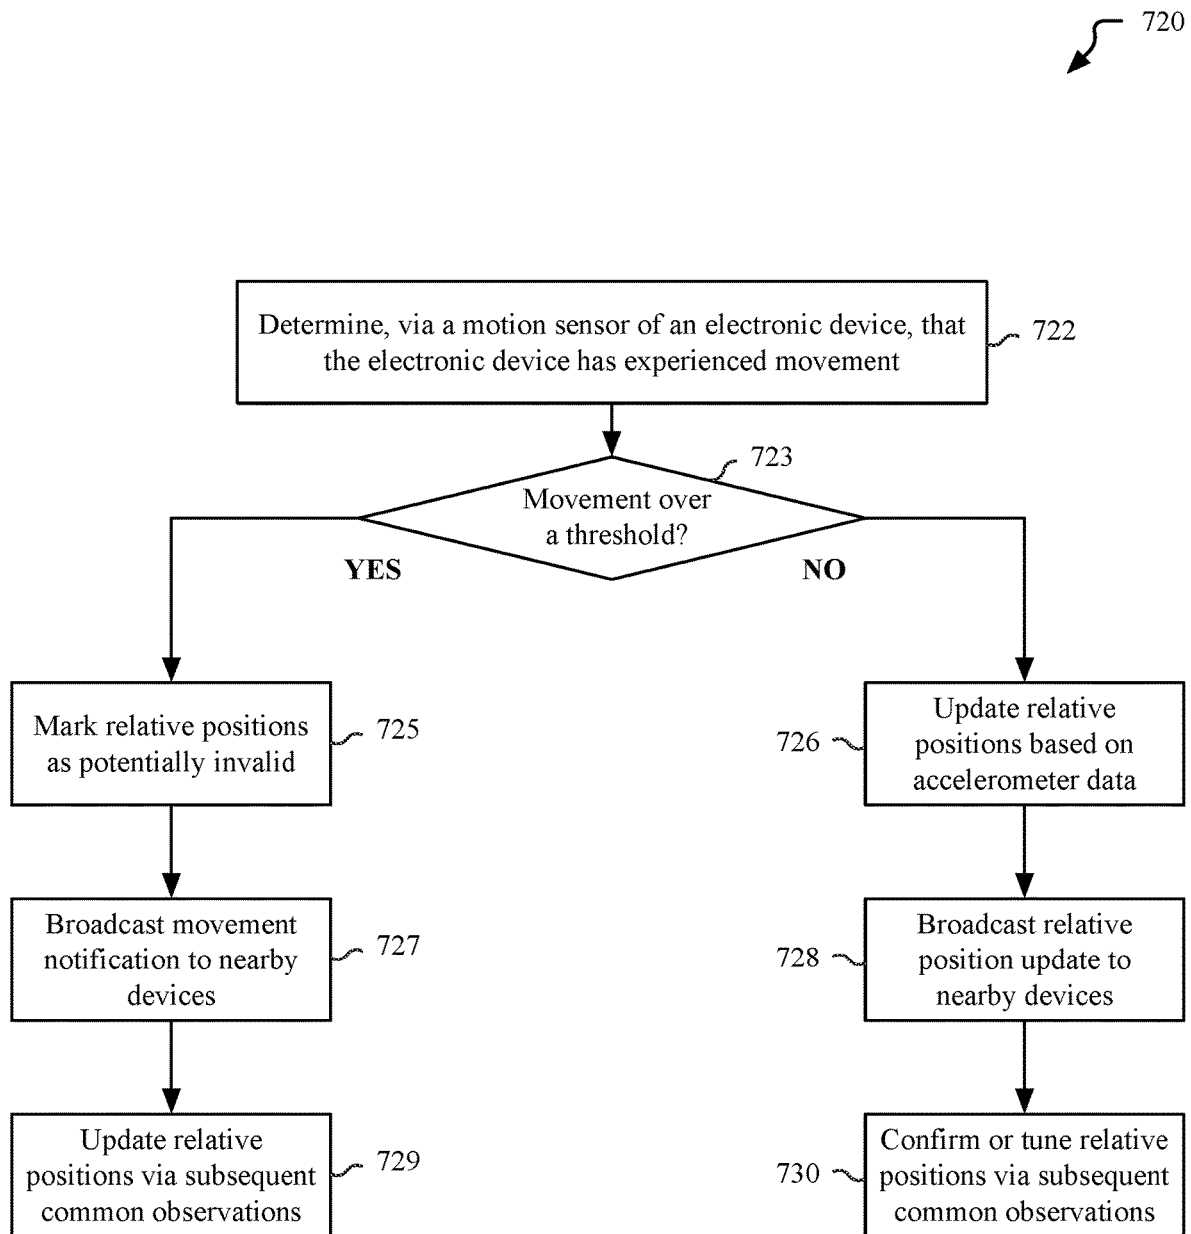 720
Determine, via a motion sensor of an electronic device, that
the electronic device has experienced movement
722
723
Movement over
a threshold?
YES
NO
Mark relative positions
as potentially invalid
725
726
Update relative
positions based on
accelerometer data
Broadcast movement
notification to nearby
devices
727
728
Broadcast relative
position update to
nearby devices
Update relative
positions via subsequent
common observations
729
730
Confirm or tune relative
positions via subsequent
common observations